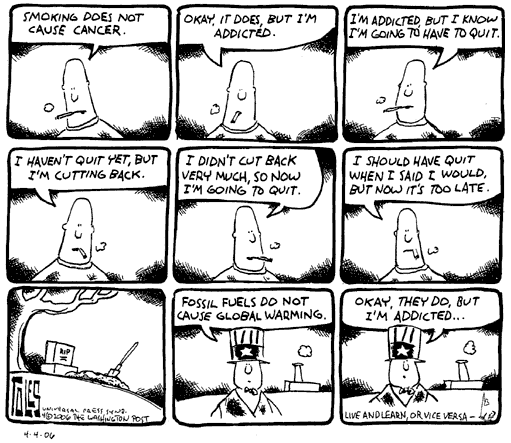 SMOKING DOES NOT
CAUSE CANCER.
OKAY, IT DOES, BUT I'M
ADDICTED.
I'M ADDICTED, BUT I KNOW
I'M GOING TO HAVE TO QUIT.
I HAVEN'T QUIT YET, BUT
I'M CUTTING BACK.
I DIDN'T CUT BACK
VERY MUCH, SO NOW
I'M GOING TO QUIT.
I SHOULD HAVE QUIT
WHEN I SAID I WOULD,
BUT NOW IT'S TOO LATE.
RIP
TOLES
UNIVERSAL PRESS SYND.
©2006 THE WASHINGTON POST
4-4-06
FOSSIL FUELS DO NOT
CAUSE GLOBAL WARMING.
OKAY, THEY DO, BUT
I'M ADDICTED...
LIVE AND LEARN, OR VICE VERSA -